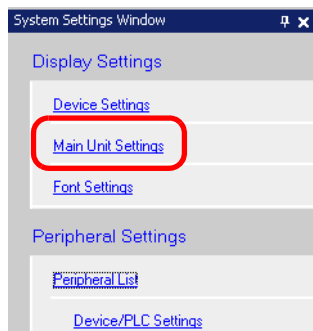 System Settings Window
Display Settings
Device Settings
Main Unit Settings
Font Settings
Peripheral Settings
Peripheral List
Device/PLC Settings